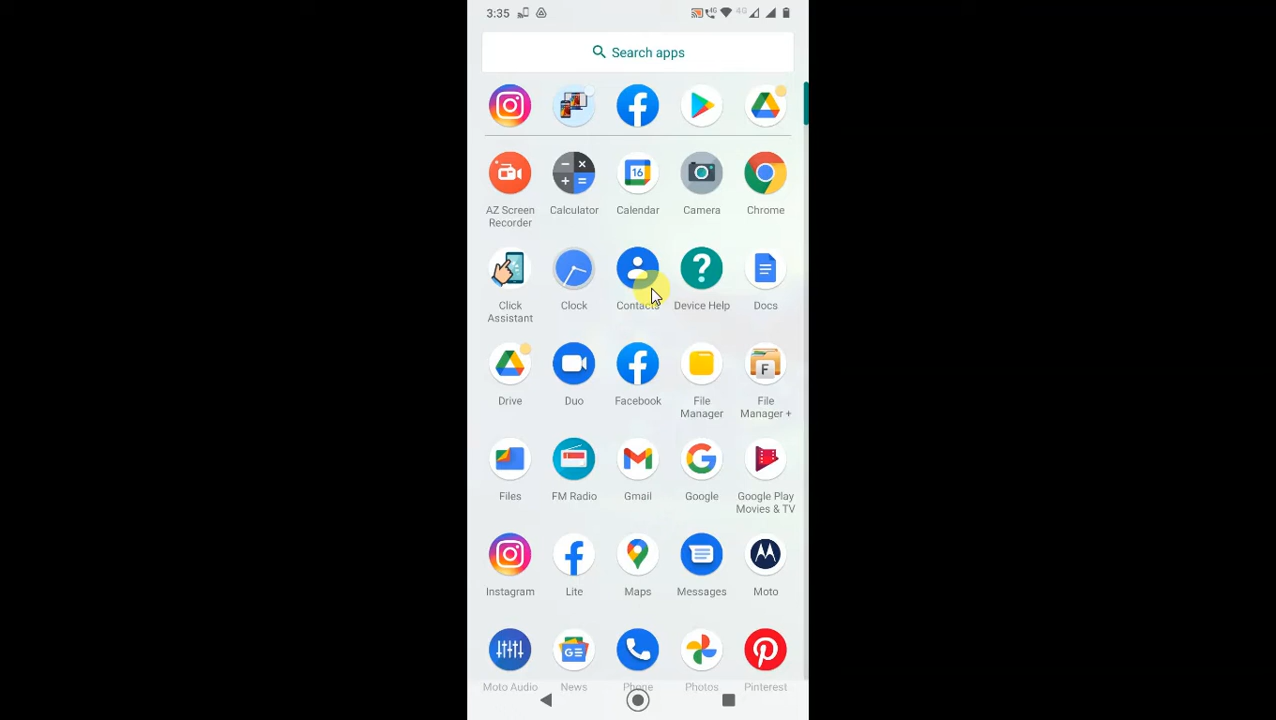 3:35 4G 4G
Search apps
16
AZ Screen Calculator Calendar Camera Chrome
Recorder
Click Clock Contacts Device Help Docs
Assistant
Drive Duo Facebook File File
Manager Manager +
Files FM Radio Gmail Google Google Play
Movies & TV
Instagram Lite Maps Messages Moto
Moto Audio News Phone Photos Pinterest